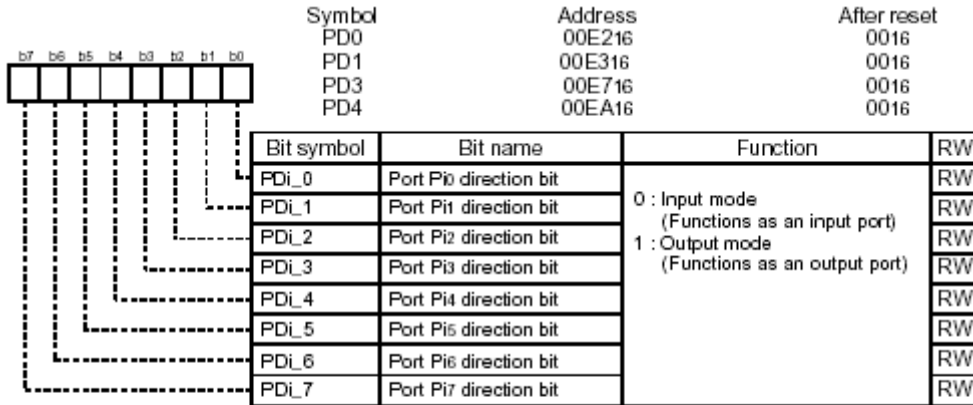 Symbol Address After reset
PD0 00E216 0016
PD1 00E316 0016
PD3 00E716 0016
PD4 00EA16 0016
b7 b6 b5 b4 b3 b2 b1 b0
Bit symbol Bit name Function RW
PDi_0 Port Pi0 direction bit RW
PDi_1 Port Pi1 direction bit RW
PDi_2 Port Pi2 direction bit RW
PDi_3 Port Pi3 direction bit RW
PDi_4 Port Pi4 direction bit RW
PDi_5 Port Pi5 direction bit RW
PDi_6 Port Pi6 direction bit RW
PDi_7 Port Pi7 direction bit RW
0 : Input mode
(Functions as an input port)
1 : Output mode
(Functions as an output port)